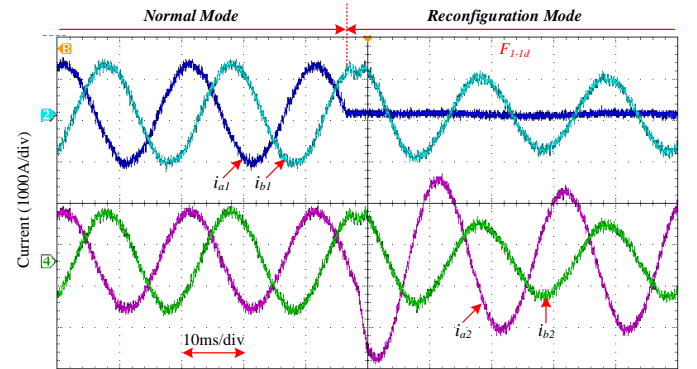 Normal Mode
Reconfiguration Mode
B
F1-1d
2
ia1
ib1
Current (1000A/div)
4
10ms/div
ia2
ib2